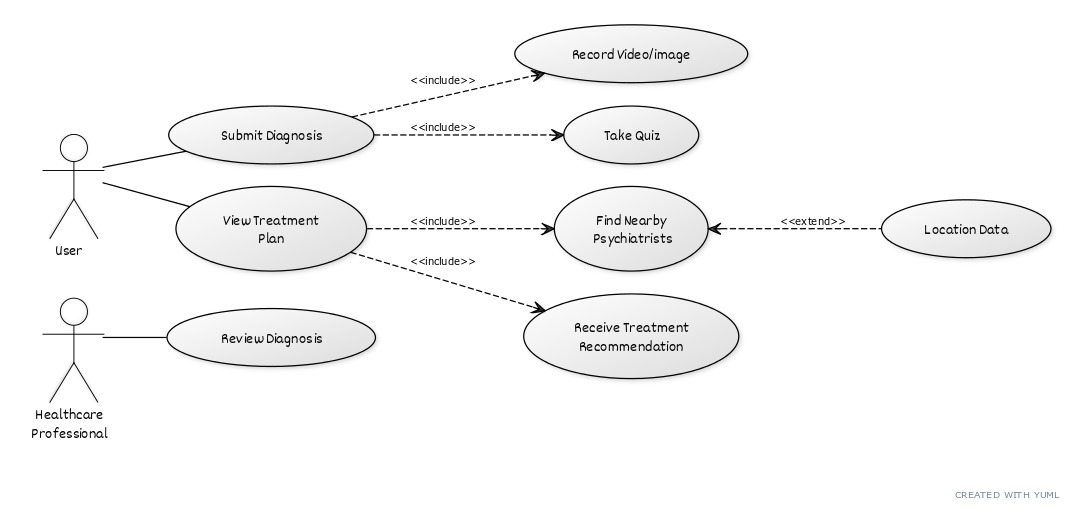 Record Video/image
<<include>>
Submit Diagnosis
<<include>>
Take Quiz
User
View Treatment
Plan
<<include>>
Find Nearby
Psychiatrists
<<extend>>
Location Data
<<include>>
Receive Treatment
Recommendation
Review Diagnosis
Healthcare
Professional
CREATED WITH YUML